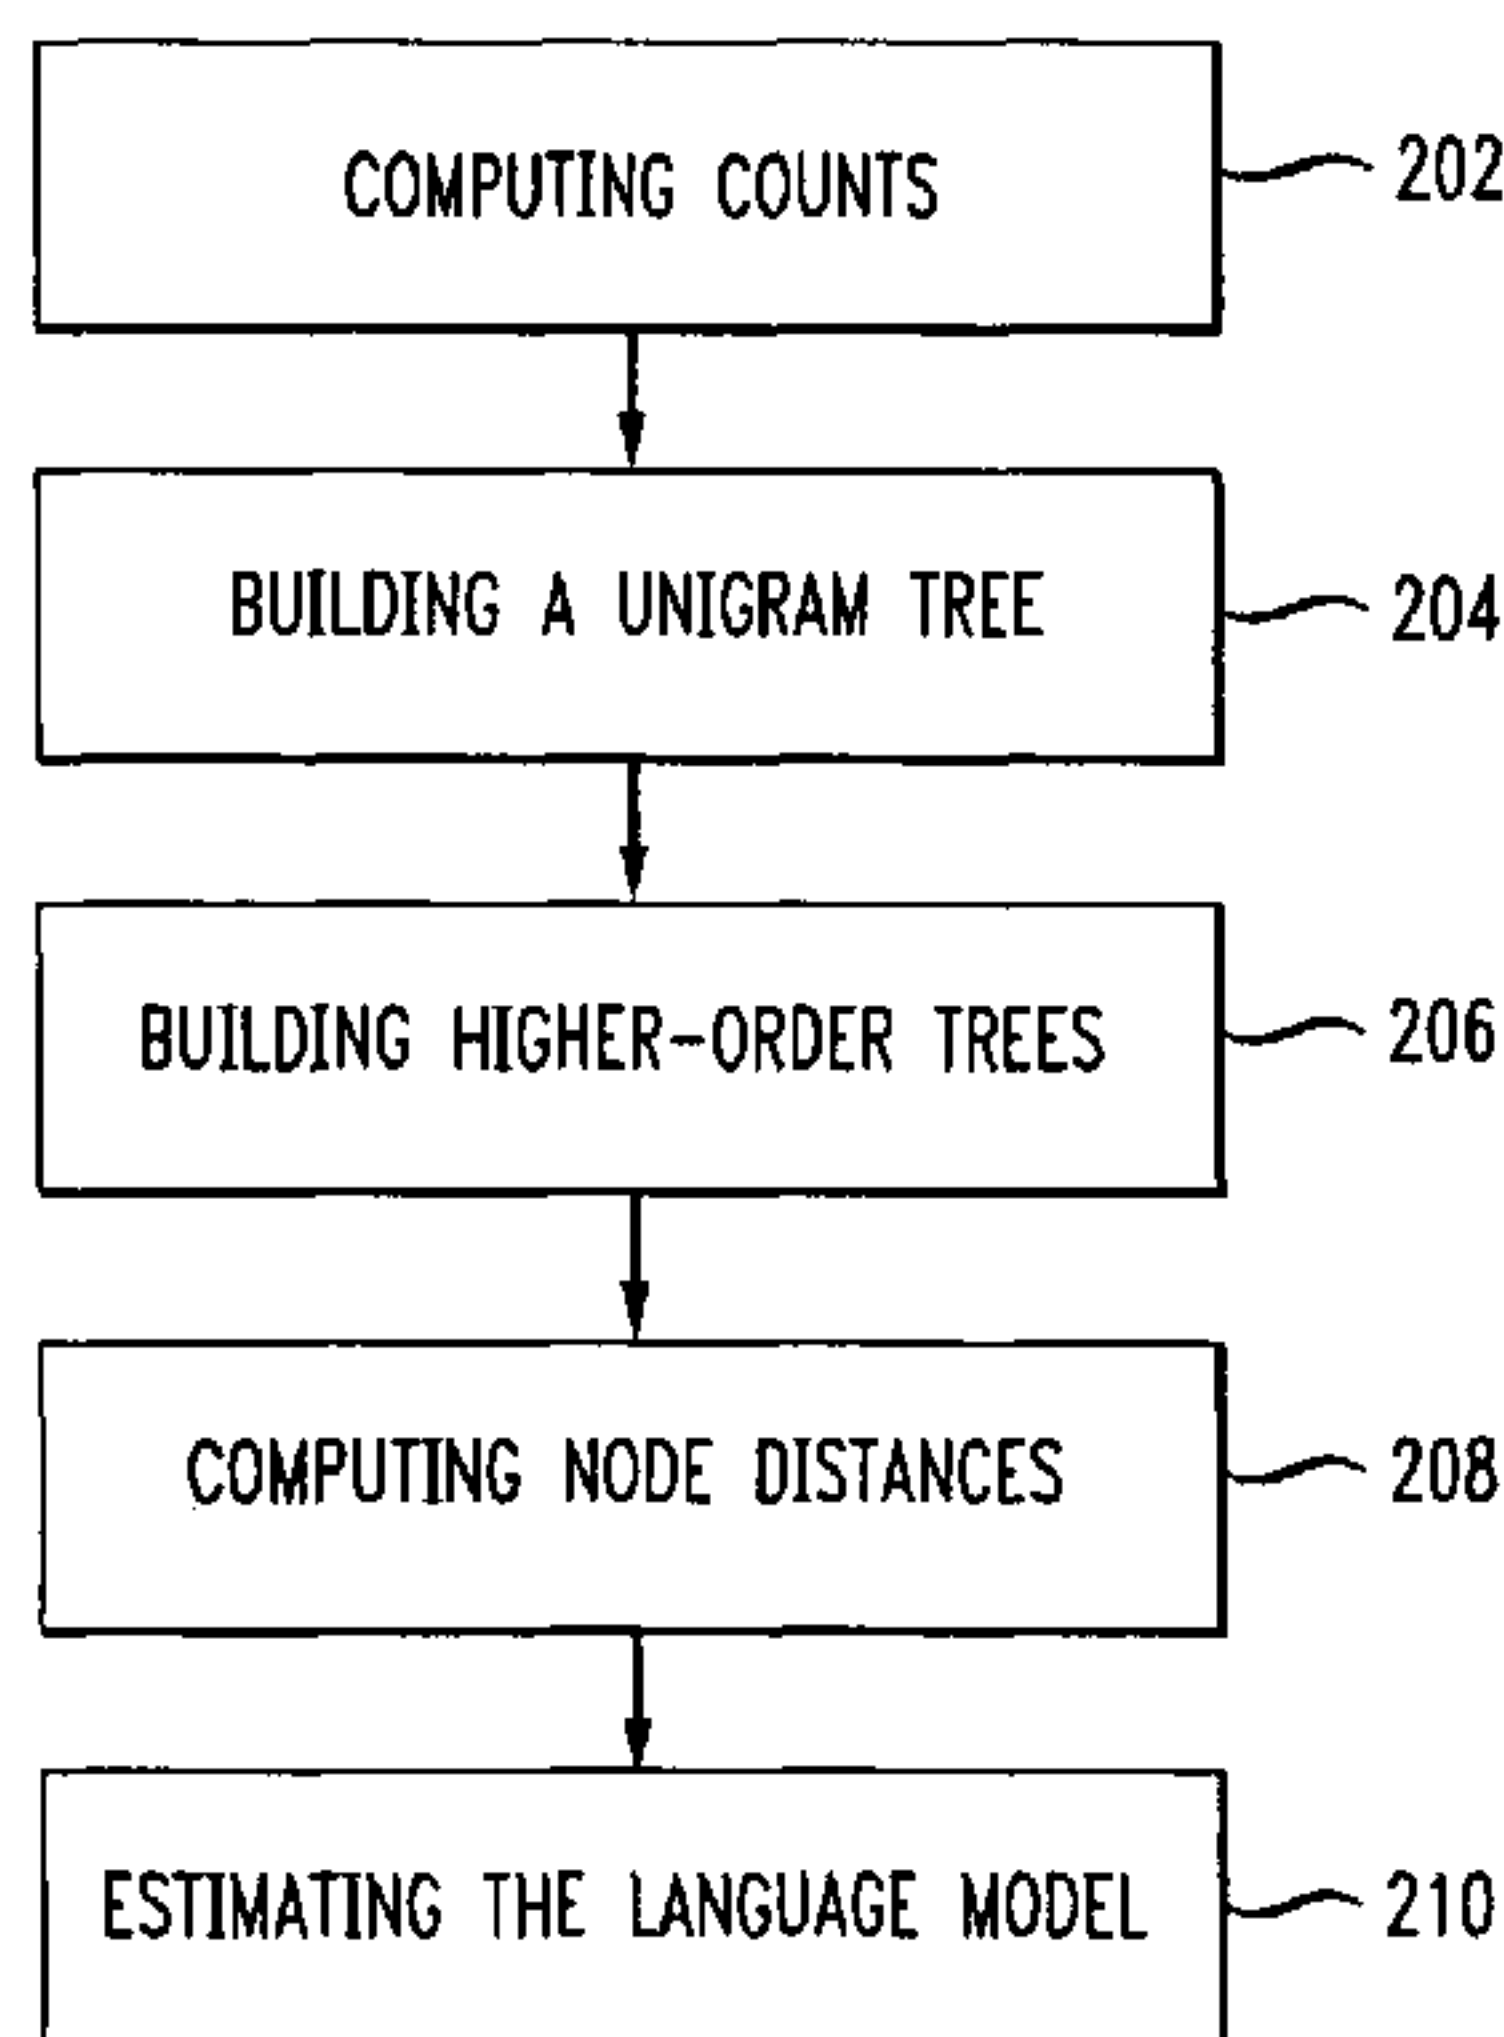 COMPUTING COUNTS
202
BUILDING A UNIGRAM TREE
204
BUILDING HIGHER-ORDER TREES
206
COMPUTING NODE DISTANCES
208
ESTIMATING THE LANGUAGE MODEL
210